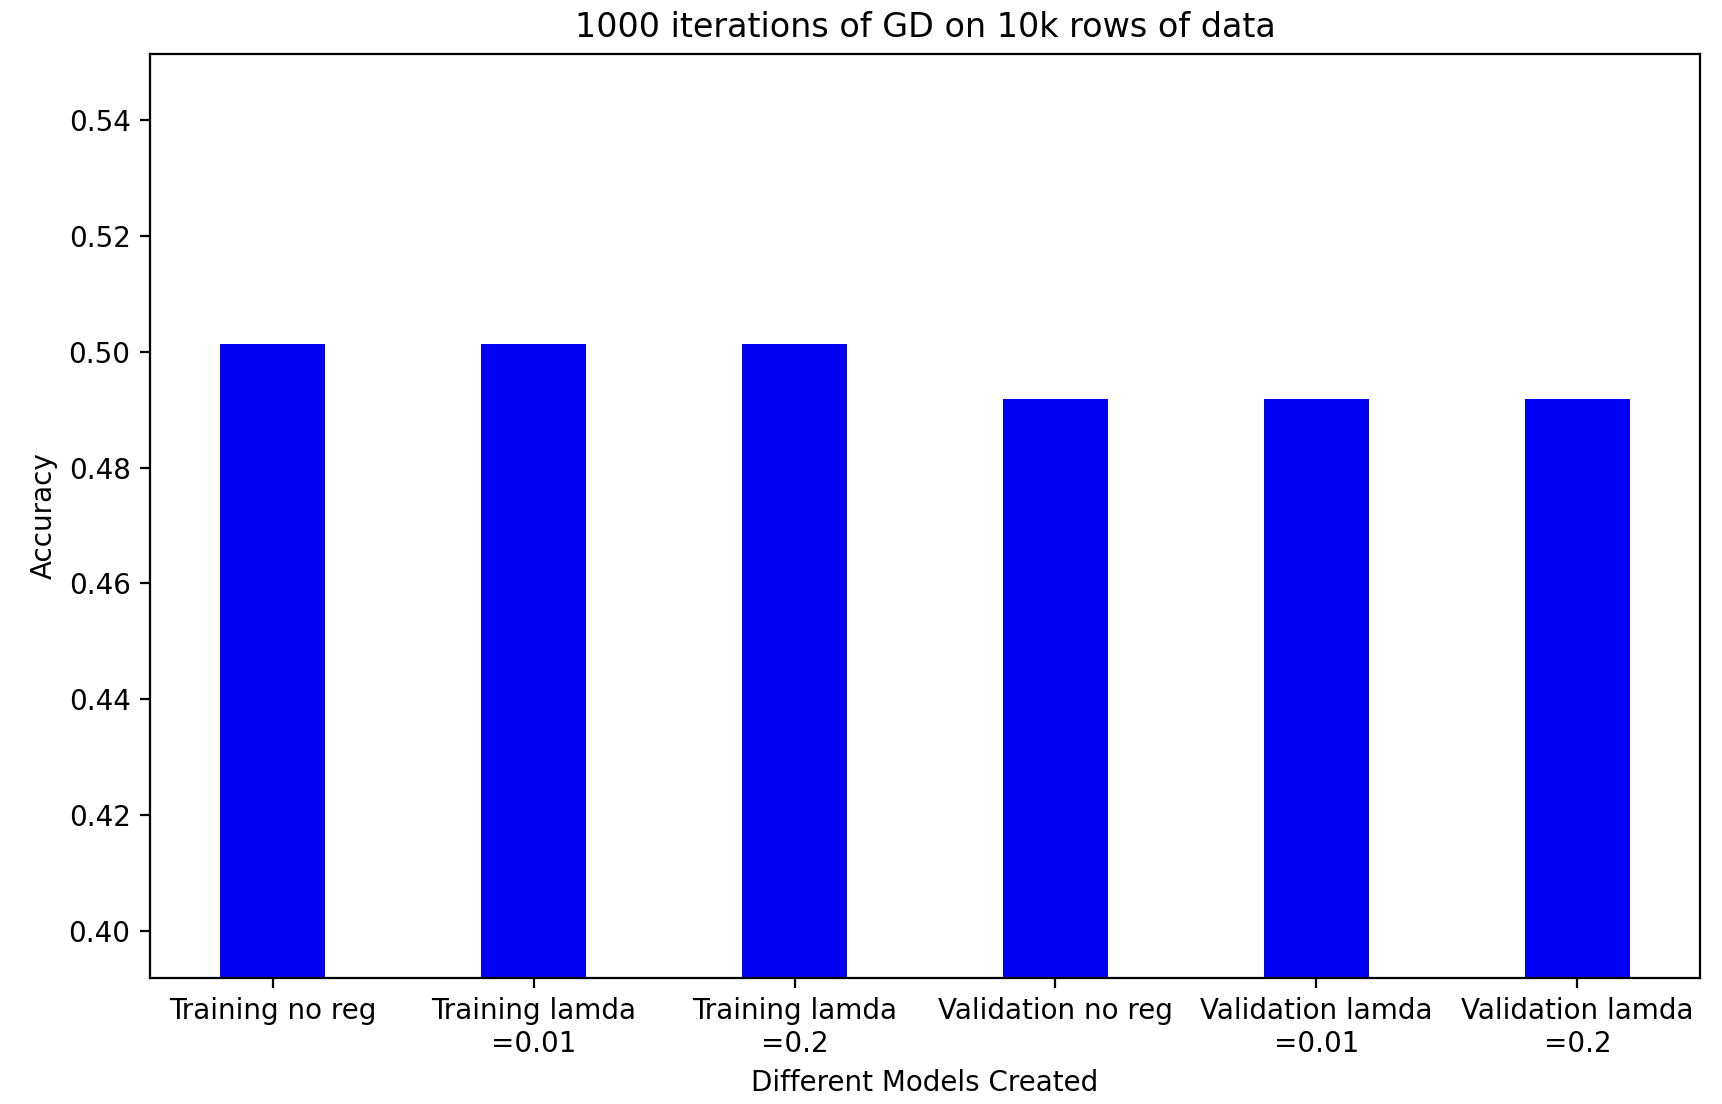 1000 iterations of GD on 10k rows of data
0.54
0.52
0.50
0.48
0.46
0.44
0.42
0.40
Accuracy
Training no reg
Training lamda
=0.01
Training lamda
=0.2
Validation no reg
Validation lamda
=0.01
Validation lamda
=0.2
Different Models Created